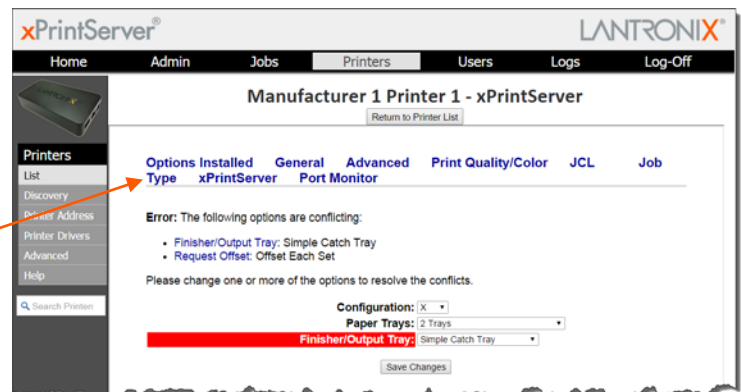 xPrintServer®
LANTRONIX®
Home Admin Jobs Printers Users Logs Log-Off
LANTRONIX
Manufacturer 1 Printer 1 - xPrintServer
Return to Printer List
Printers
List
Discovery
Printer Address
Printer Drivers
Advanced
Help
Search Printers
Options Installed General Advanced Print Quality/Color JCL Job
Type xPrintServer Port Monitor
Error: The following options are conflicting:
• Finisher/Output Tray: Simple Catch Tray
• Request Offset: Offset Each Set
Please change one or more of the options to resolve the conflicts.
Configuration: X
Paper Trays: 2 Trays
Finisher/Output Tray: Simple Catch Tray
Save Changes